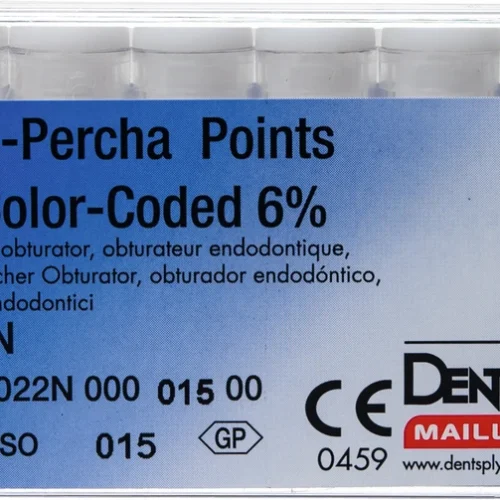 -Percha Points
olor-Coded 6%
obturator, obturateur endodontique,
cher Obturator, obturador endodóntico,
ndodontici
N
022N 000 015 00
SO 015 GP
CE 0459
DENT
MAILL
www.dentsply